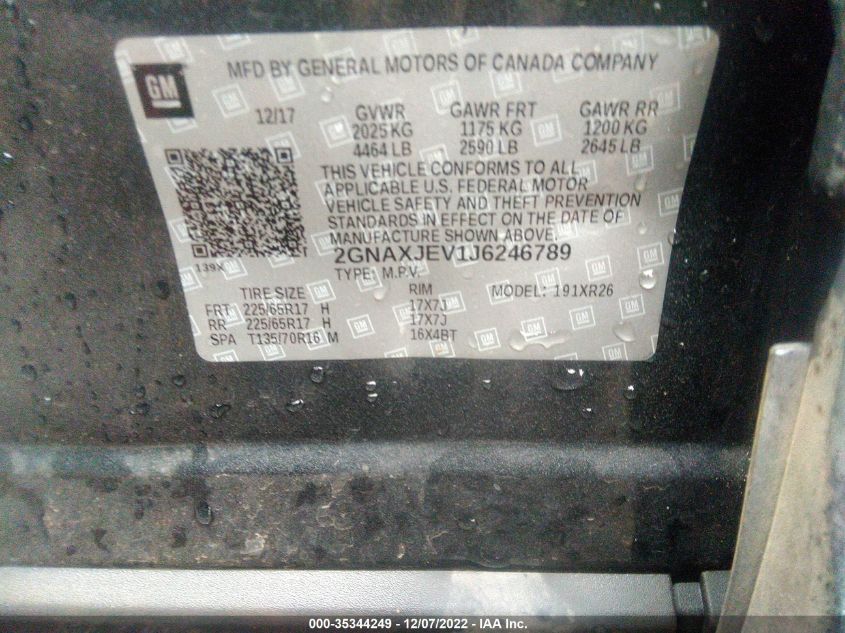 GM
MFD BY GENERAL MOTORS OF CANADA COMPANY
12/17 GVWR GAWR FRT GAWR RR
2025 KG 1175 KG 1200 KG
4464 LB 2590 LB 2645 LB
THIS VEHICLE CONFORMS TO ALL
APPLICABLE U.S. FEDERAL MOTOR
VEHICLE SAFETY AND THEFT PREVENTION
STANDARDS IN EFFECT ON THE DATE OF
MANUFACTURE SHOWN ABOVE.
2GNAXJEV1J6246789
TYPE: M.P.V.
TIRE SIZE RIM MODEL: 191XR26
FRT 225/65R17 H 17X7J
RR 225/65R17 H 17X7J
SPA T135/70R16 M 16X4BT
000-35344249 - 12/07/2022 - IAA Inc.